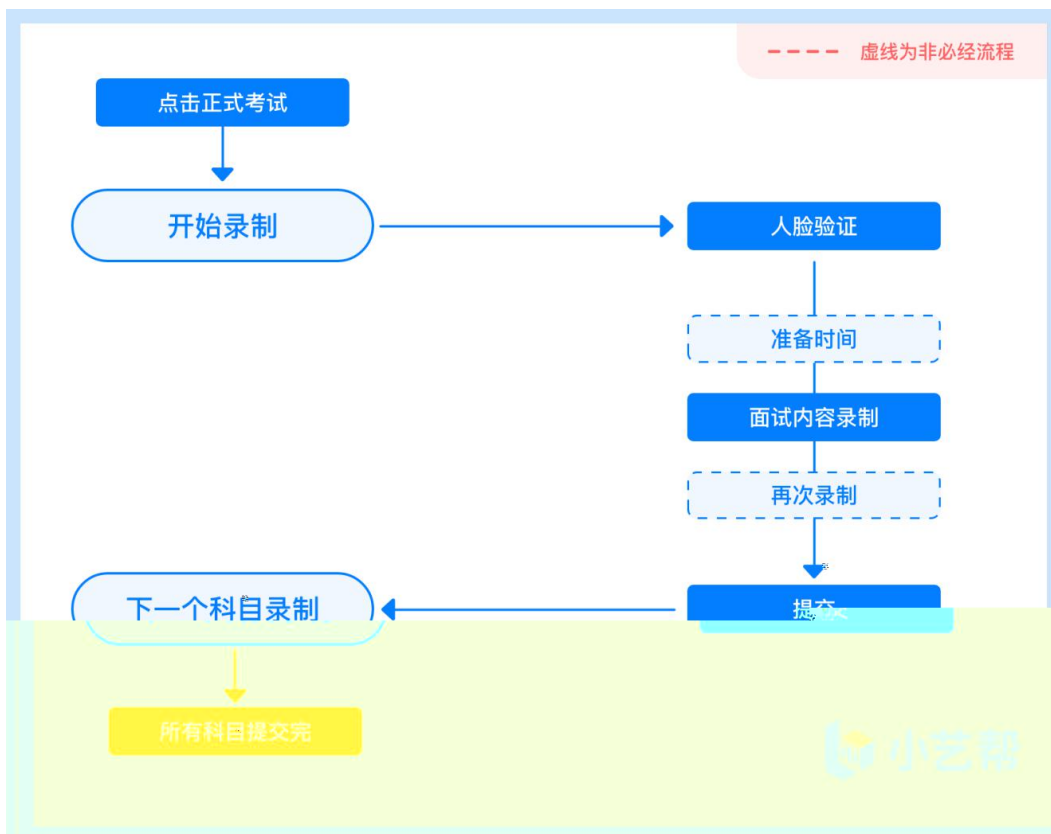 虚线为非必经流程
点击正式考试
开始录制
人脸验证
准备时间
面试内容录制
再次录制
提交
下一个科目录制
所有科目提交完
小艺帮